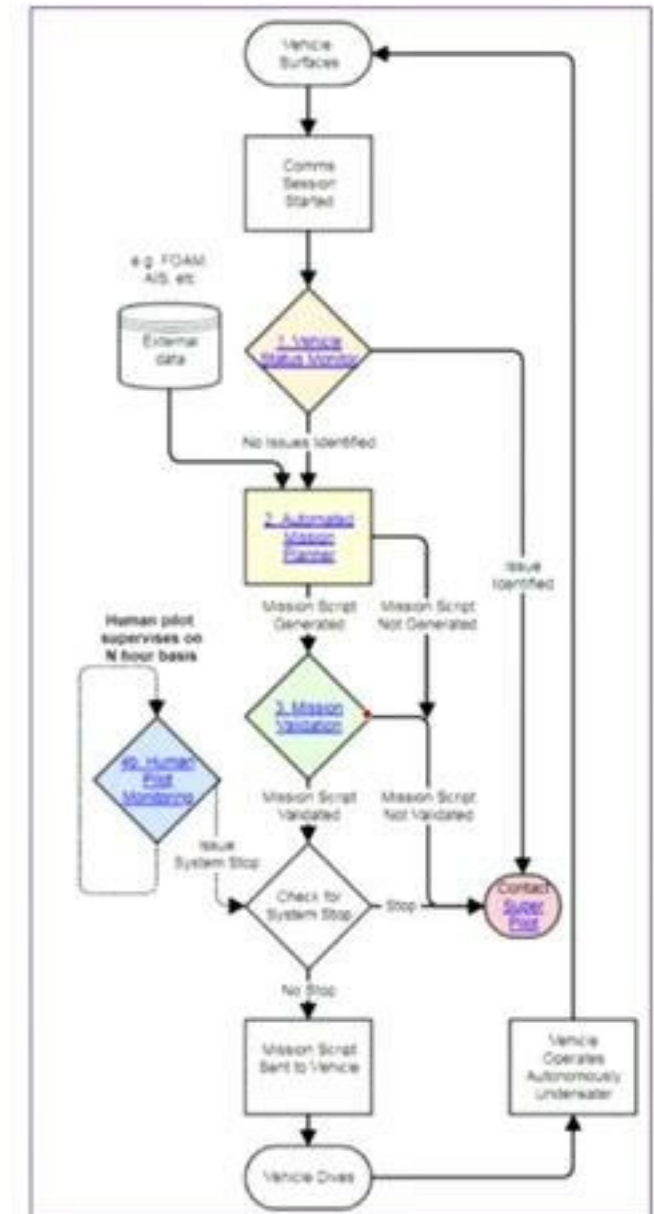 Vehicle
Surfaces
Comms
Session
Started
e.g. FOAM,
AIS, etc
External
data
1. Vehicle
Status Monitor
No Issues Identified
2. Automated
Mission
Planner
Issue
Identified
Mission Script
Generated
Mission Script
Not Generated
Human pilot
supervises on
N hour basis
3. Mission
Validation
4b. Human
Pilot
Monitoring
Mission Script
Validated
Mission Script
Not Validated
Issue
System Stop
Check for
System Stop
Stop
Contact
Super
Pilot
No Stop
Mission Script
Sent to Vehicle
Vehicle
Operates
Autonomously
Underwater
Vehicle Dives